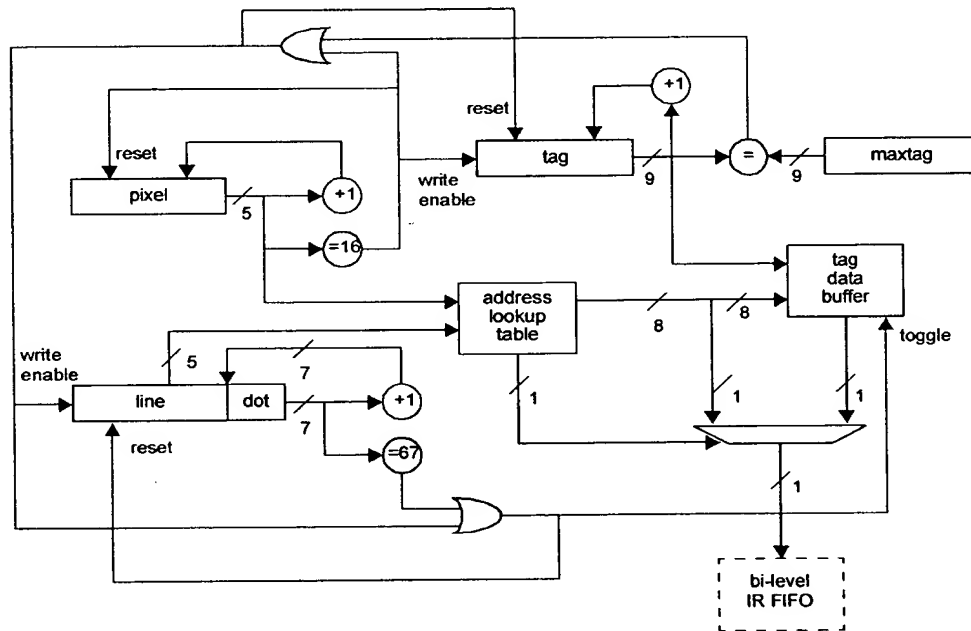 reset
+1
reset
tag
=
maxtag
9
9
write
enable
pixel
+1
5
=16
tag
data
buffer
address
lookup
table
8
8
toggle
write
enable
5
7
1
1
1
line
dot
+1
7
reset
=67
1
bi-level
IR FIFO